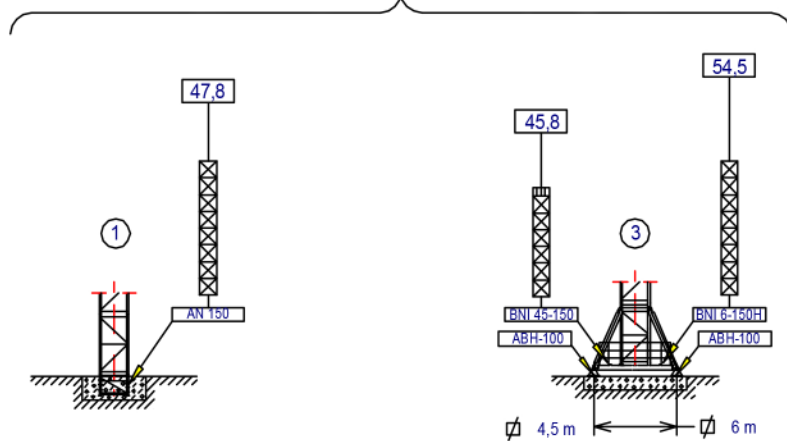 54,5
47,8
45,8
1
3
AN 150
BNI 45-150
BNI 6-150H
ABH-100
ABH-100
4,5 m
6 m